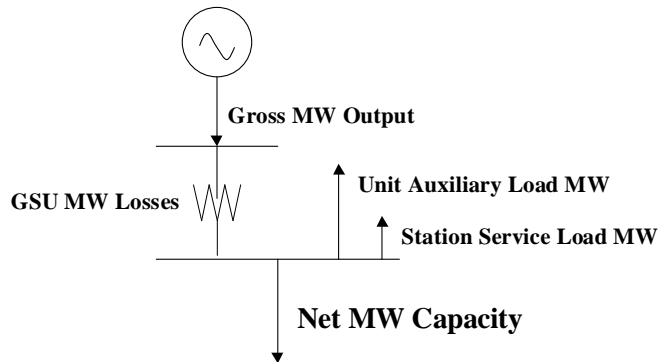 Gross MW Output
Unit Auxiliary Load MW
GSU MW Losses
Station Service Load MW
Net MW Capacity